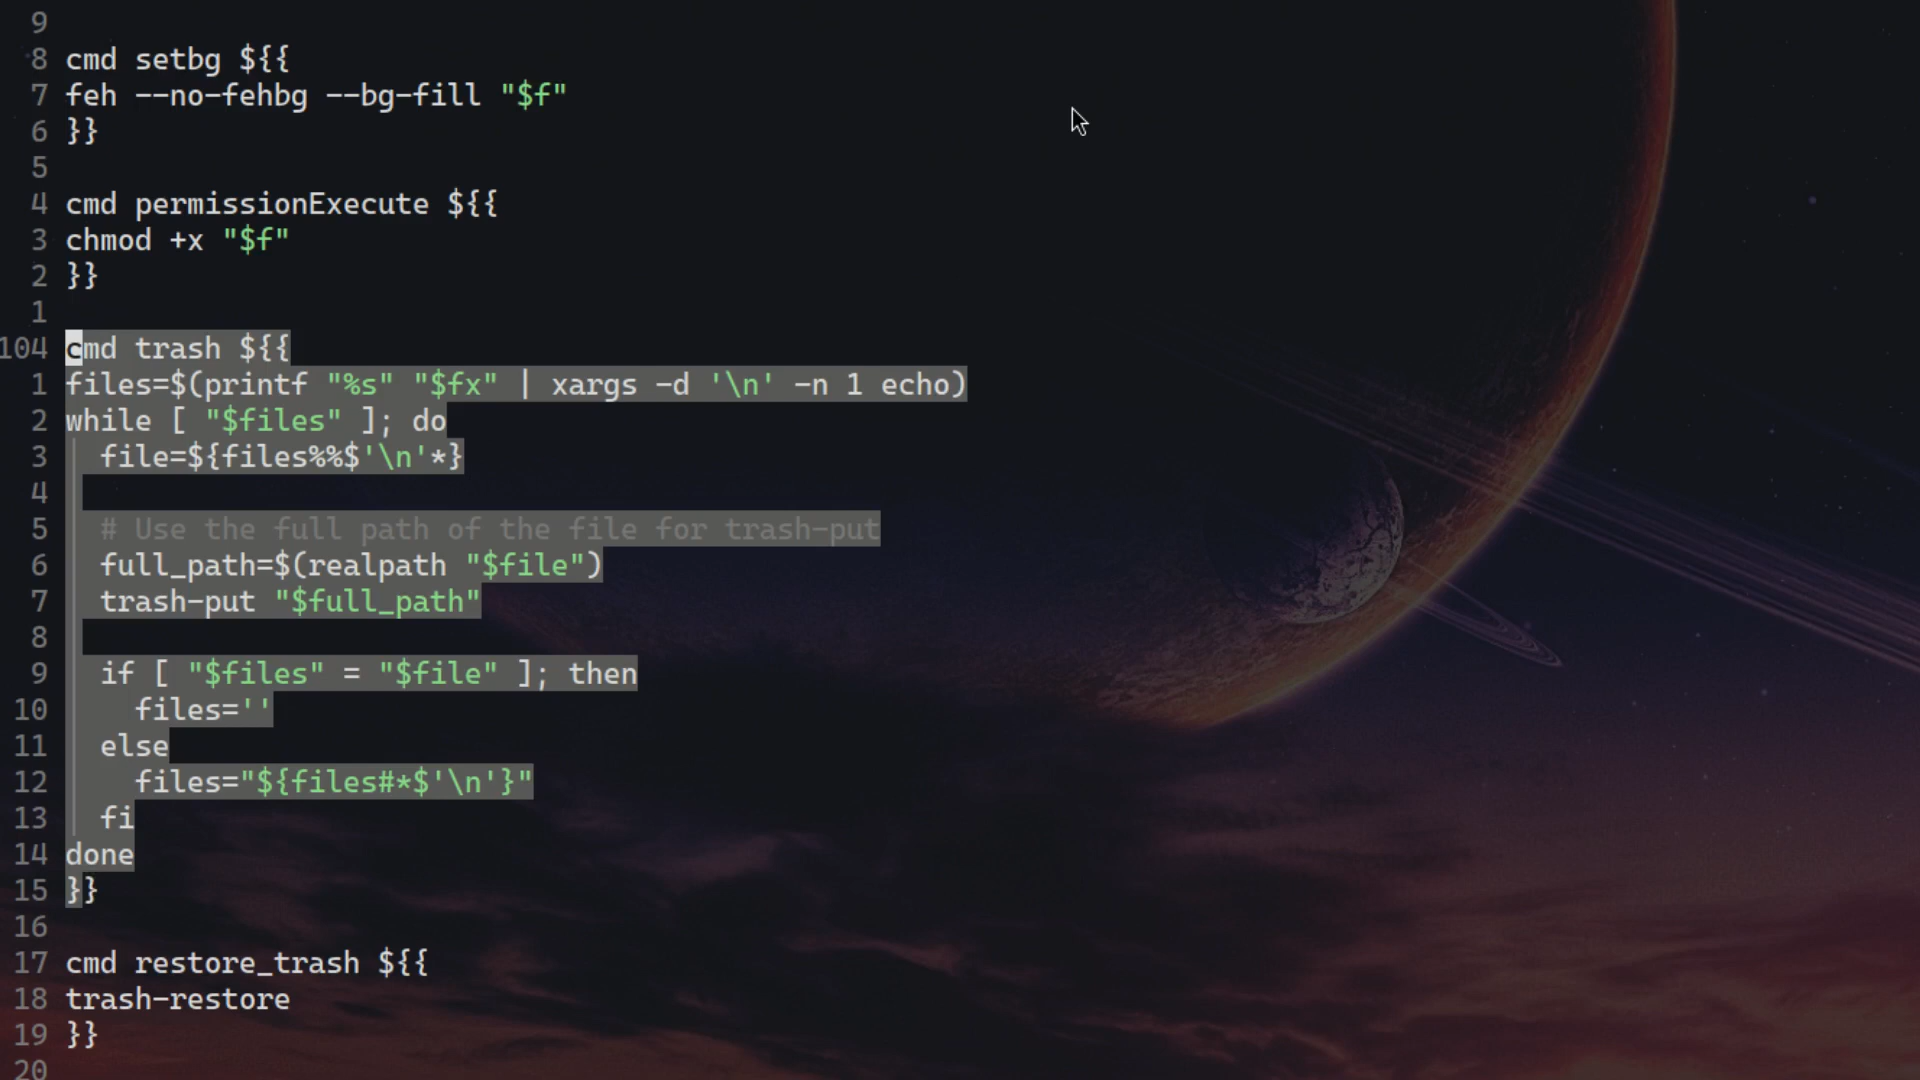 9
8 cmd setbg ${{
7 feh --no-fehbg --bg-fill "$f"
6 }}
5
4 cmd permissionExecute ${{
3 chmod +x "$f"
2 }}
1
104 cmd trash ${{
1 files=$(printf "%s" "$fx" | xargs -d '\n' -n 1 echo)
2 while [ "$files" ]; do
3   file=${files%%$'\n'*}
4
5   # Use the full path of the file for trash-put
6   full_path=$(realpath "$file")
7   trash-put "$full_path"
8
9   if [ "$files" = "$file" ]; then
10     files=''
11   else
12     files="${files#*$'\n'}"
13   fi
14 done
15 }}
16
17 cmd restore_trash ${{
18 trash-restore
19 }}
20